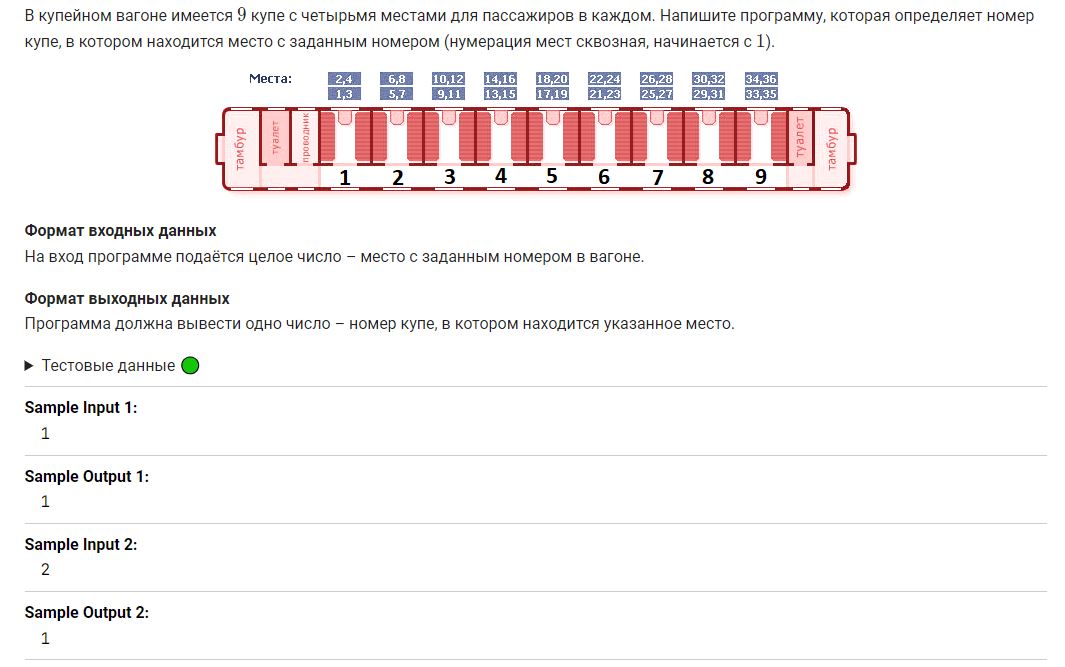 В купейном вагоне имеется 9 купе с четырьмя местами для пассажиров в каждом. Напишите программу, которая определяет номер
купе, в котором находится место с заданным номером (нумерация мест сквозная, начинается с 1).
Места: 2,4 6,8 10,12 14,16 18,20 22,24 26,28 30,32 34,36
1,3 5,7 9,11 13,15 17,19 21,23 25,27 29,31 33,35
тамбур туалет проводник туалет тамбур
1 2 3 4 5 6 7 8 9
Формат входных данных
На вход программе подаётся целое число – место с заданным номером в вагоне.
Формат выходных данных
Программа должна вывести одно число – номер купе, в котором находится указанное место.
Тестовые данные
Sample Input 1:
1
Sample Output 1:
1
Sample Input 2:
2
Sample Output 2:
1